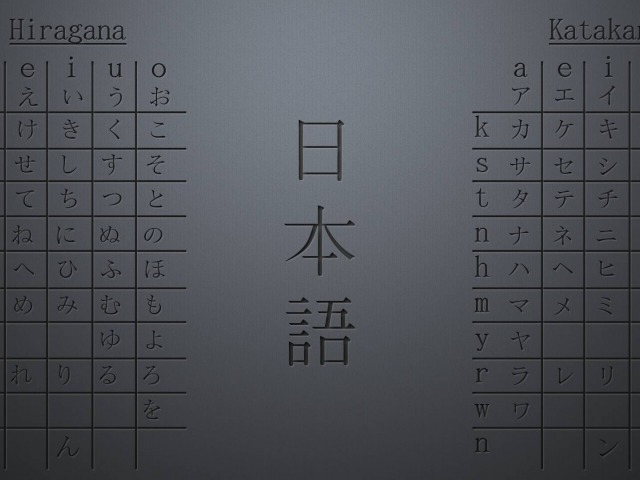 Hiragana
e i u o
え い う お
け き く こ
せ し す そ
て ち つ と
ね に ぬ の
へ ひ ふ ほ
め み む も
ゆ よ
れ り る ろ
を
ん
日
本
語
Kataka
a e i
ア エ イ
k カ ケ キ
s サ セ シ
t タ テ チ
n ナ ネ ニ
h ハ ヘ ヒ
m マ メ ミ
y ヤ
r ラ レ リ
w ワ
n ン